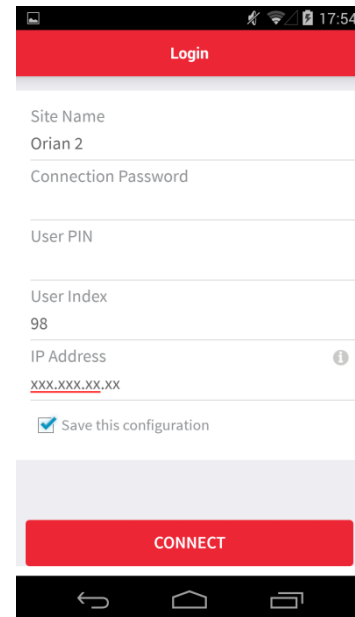 17:54
Login
Site Name
Orian 2
Connection Password
User PIN
User Index
98
IP Address
xxx.xxx.xx.xx
Save this configuration
CONNECT